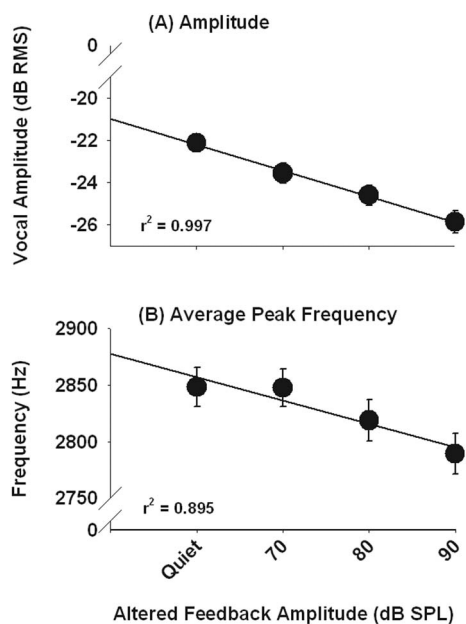 (A) Amplitude
Vocal Amplitude (dB RMS)
0
-20
-22
-24
-26
r² = 0.997
(B) Average Peak Frequency
Frequency (Hz)
2900
2850
2800
2750
0
r² = 0.895
Quiet
70
80
90
Altered Feedback Amplitude (dB SPL)